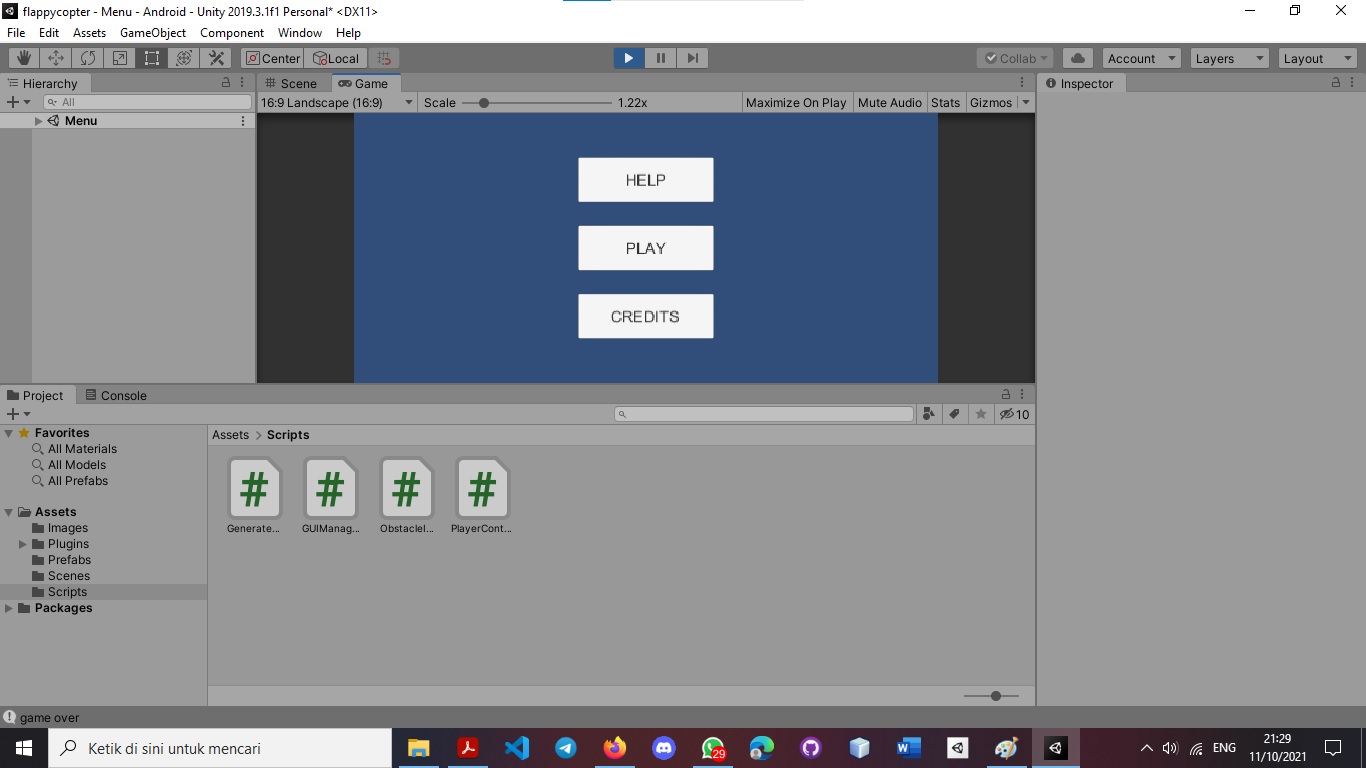 flappycopter - Menu - Android - Unity 2019.3.1f1 Personal* <DX11>
File Edit Assets GameObject Component Window Help
Center Local Collab Account Layers Layout
Hierarchy Scene Game Inspector
All 16:9 Landscape (16:9) Scale 1.22x Maximize On Play Mute Audio Stats Gizmos
Menu
HELP
PLAY
CREDITS
Project Console
10
Favorites
All Materials
All Models
All Prefabs
Assets
Images
Plugins
Prefabs
Scenes
Scripts
Packages
Assets > Scripts
Generate... GUIManag... ObstacleI... PlayerCont...
game over
Ketik di sini untuk mencari
29
ENG
21:29
11/10/2021